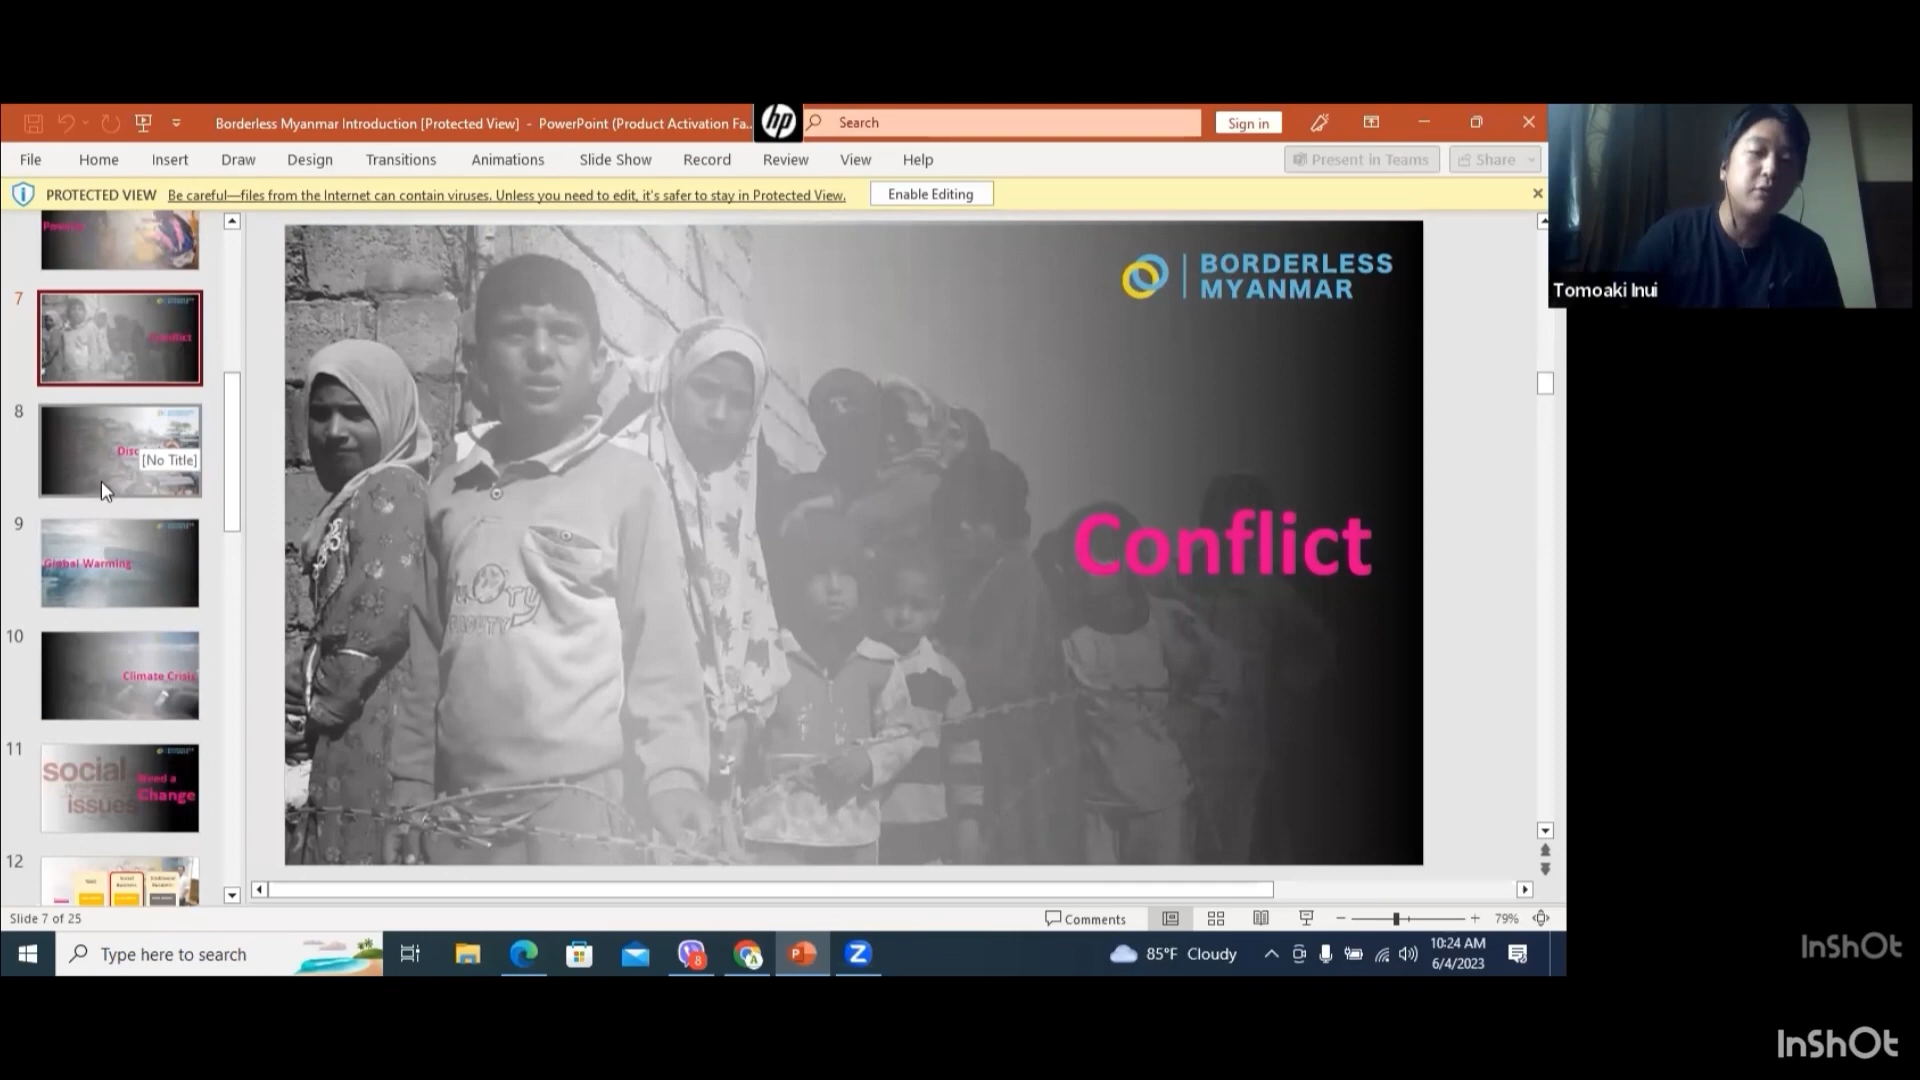 Borderless Myanmar Introduction [Protected View] - PowerPoint (Product Activation Fa...
hp
Search
Sign in
File Home Insert Draw Design Transitions Animations Slide Show Record Review View Help
Present in Teams
Share
PROTECTED VIEW Be careful—files from the Internet can contain viruses. Unless you need to edit, it's safer to stay in Protected View.
Enable Editing
Tomoaki Inui
Poverty
7
Conflict
8
[No Title]
9
Global Warming
10
Climate Crisis
11
social
issues
Need a
Change
12
BORDERLESS
MYANMAR
Conflict
Slide 7 of 25
Comments
79%
Type here to search
8
85°F Cloudy
10:24 AM
6/4/2023
InShOt
InShOt